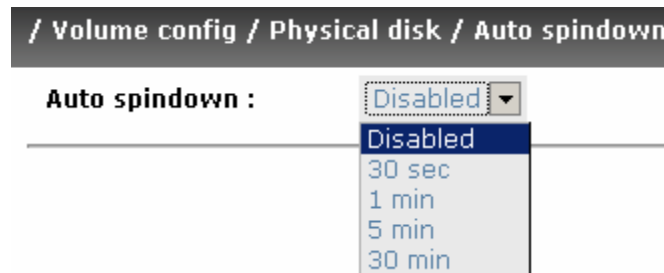 / Volume config / Physical disk / Auto spindown
Auto spindown : Disabled
Disabled
30 sec
1 min
5 min
30 min